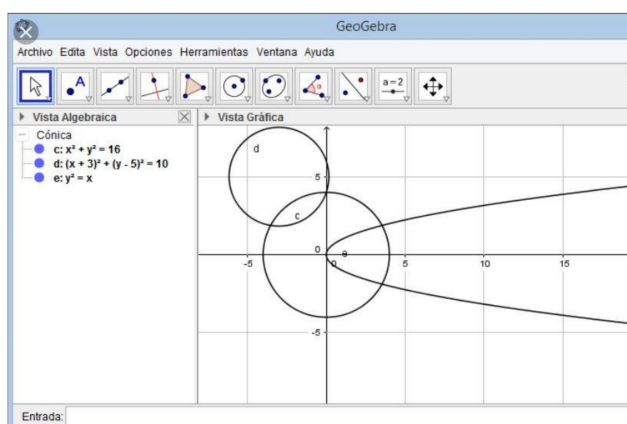 GeoGebra
Archivo Edita Vista Opciones Herramientas Ventana Ayuda
A
α
a=2
Vista Algebraica
Vista Gráfica
Cónica
c: x² + y² = 16
d: (x + 3)² + (y - 5)² = 10
e: y² = x
d
5
c
0
e
-5
0
5
10
15
-5
Entrada: